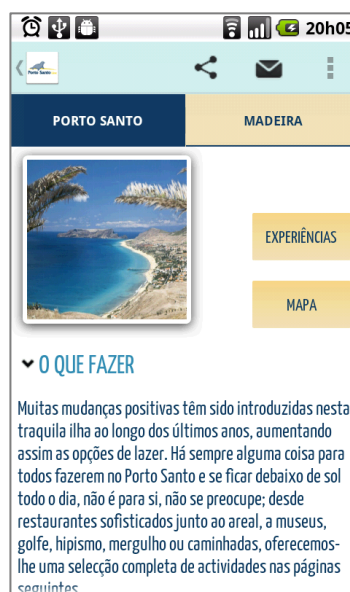 20h05
Porto Santo
PORTO SANTO
MADEIRA
EXPERIÊNCIAS
MAPA
O QUE FAZER
Muitas mudanças positivas têm sido introduzidas nesta
traquila ilha ao longo dos últimos anos, aumentando
assim as opções de lazer. Há sempre alguma coisa para
todos fazerem no Porto Santo e se ficar debaixo de sol
todo o dia, não é para si, não se preocupe; desde
restaurantes sofisticados junto ao areal, a museus,
golfe, hipismo, mergulho ou caminhadas, oferecemos-
lhe uma selecção completa de actividades nas páginas
seguintes